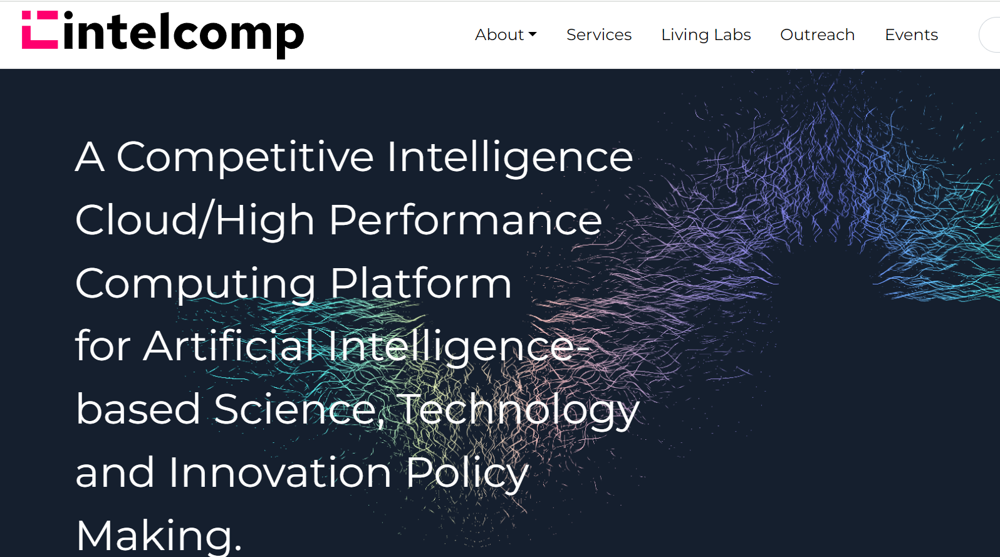 intelcomp
About Services Living Labs Outreach Events
A Competitive Intelligence
Cloud/High Performance
Computing Platform
for Artificial Intelligence-
based Science, Technology
and Innovation Policy
Making.